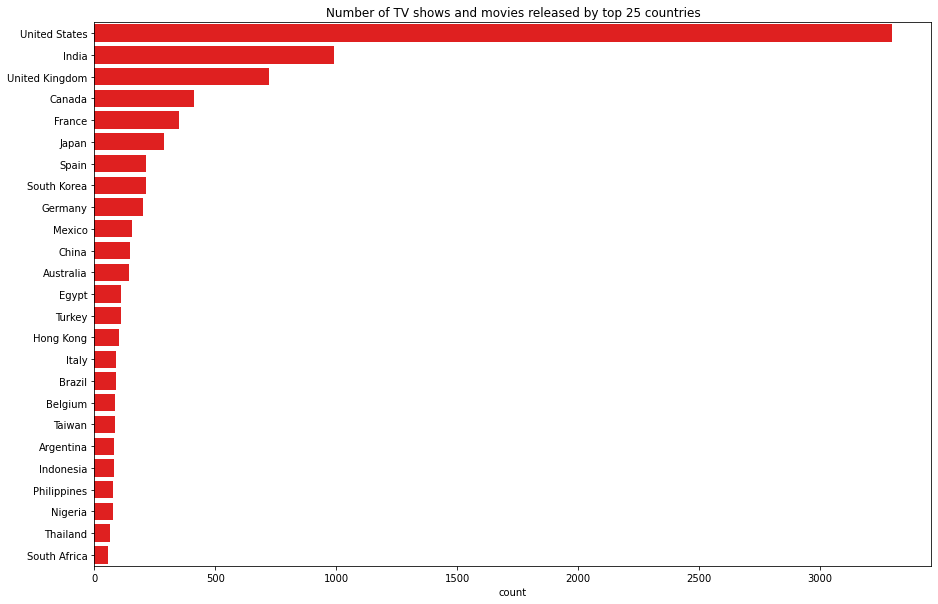 Number of TV shows and movies released by top 25 countries
United States
India
United Kingdom
Canada
France
Japan
Spain
South Korea
Germany
Mexico
China
Australia
Egypt
Turkey
Hong Kong
Italy
Brazil
Belgium
Taiwan
Argentina
Indonesia
Philippines
Nigeria
Thailand
South Africa
0 500 1000 1500 2000 2500 3000
count